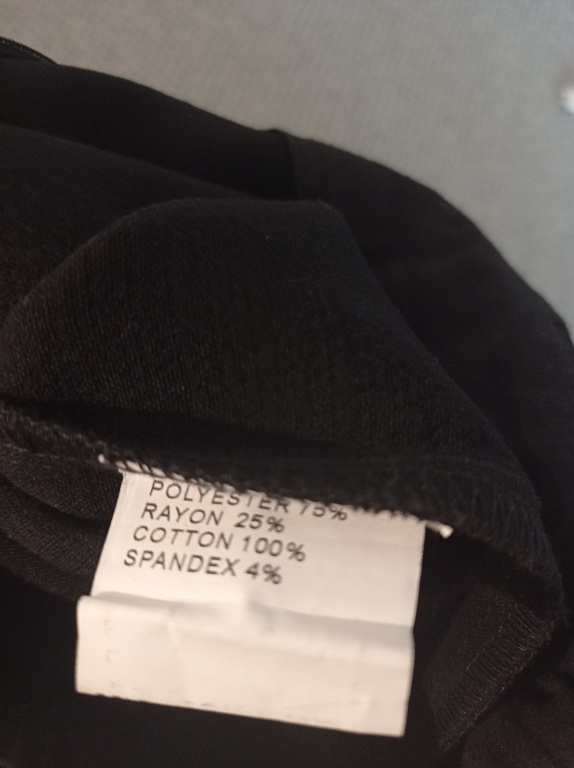 POLYESTER 75%
RAYON 25%
COTTON 100%
SPANDEX 4%